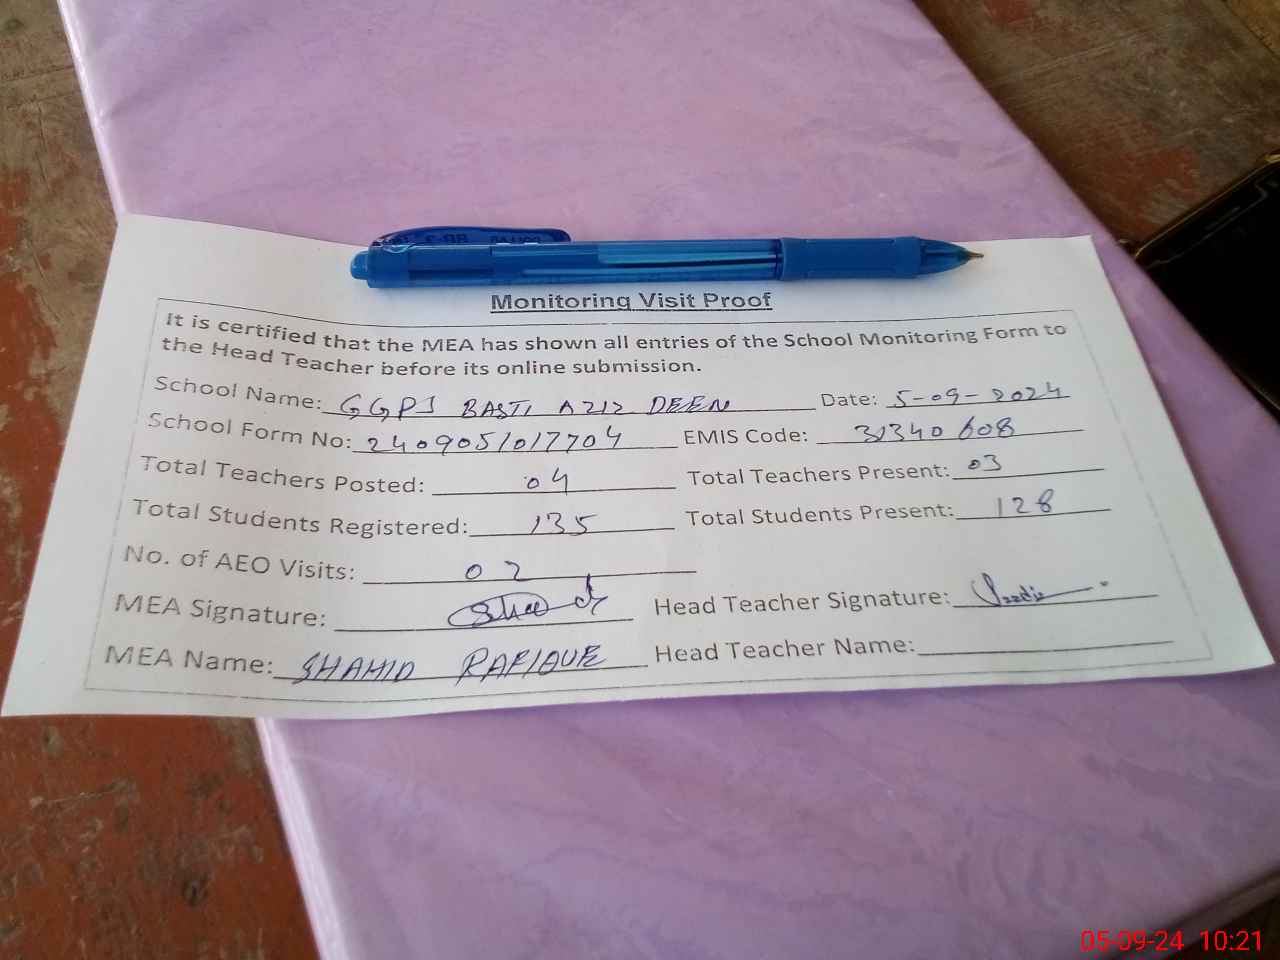 Monitoring Visit Proof
It is certified that the MEA has shown all entries of the School Monitoring Form to
the Head Teacher before its online submission.
School Name: GGPS BASTI AZIZ DEEN Date: 5-09-2024
School Form No: 2409051017704 EMIS Code: 31340608
Total Teachers Posted: 04 Total Teachers Present: 03
Total Students Registered: 135 Total Students Present: 128
No. of AEO Visits: 02
MEA Signature: Head Teacher Signature:
MEA Name: SHAHID RAFIQUE Head Teacher Name:
05-09-24 10:21